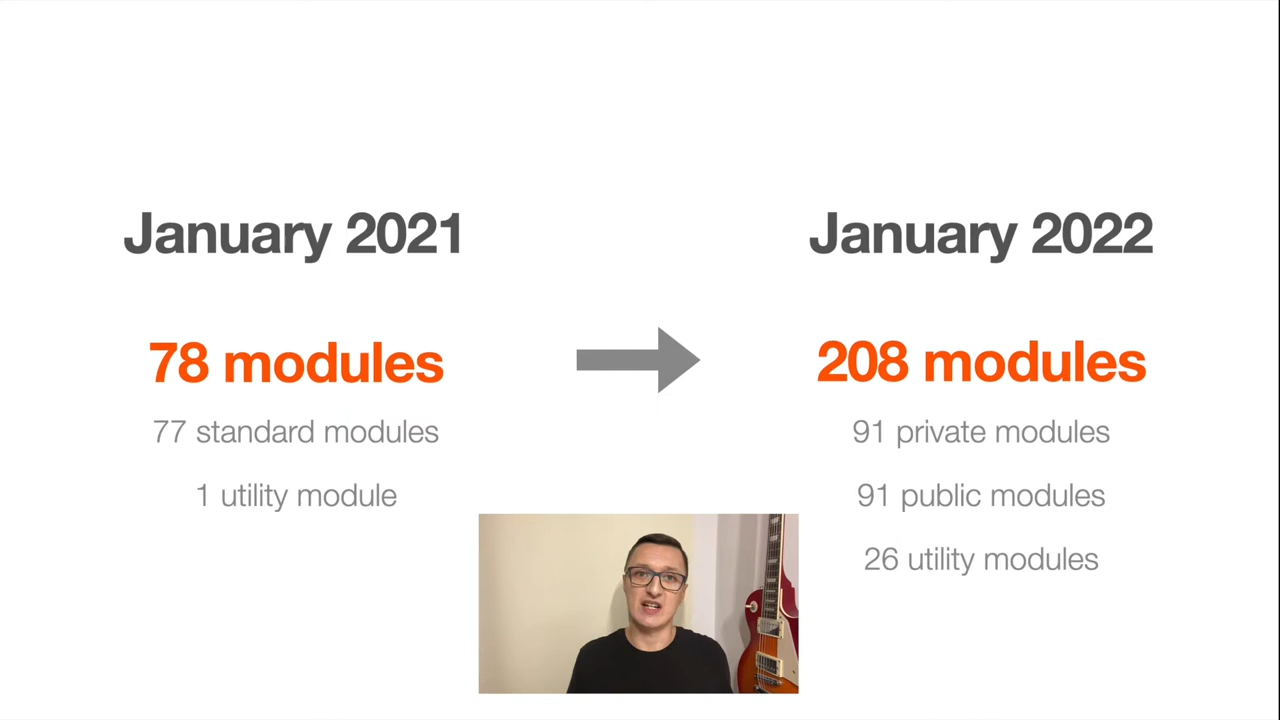 January 2021
78 modules
77 standard modules
1 utility module
January 2022
208 modules
91 private modules
91 public modules
26 utility modules